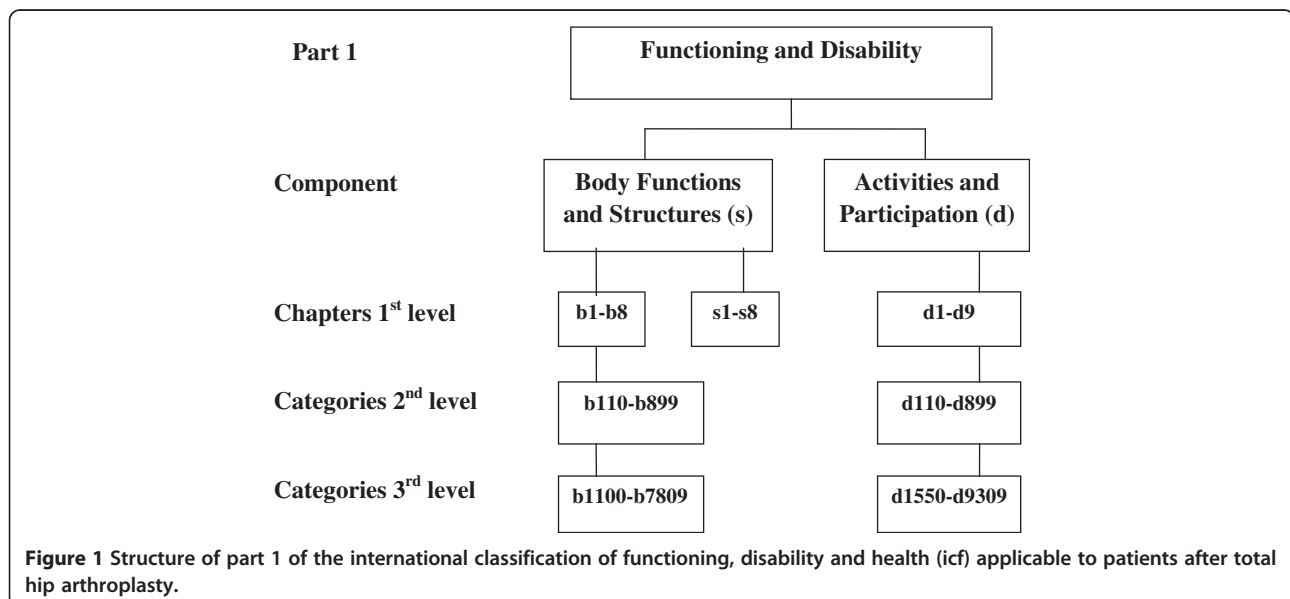 Part 1 Functioning and Disability
Component Body Functions and Structures (s) Activities and Participation (d)
Chapters 1st level b1-b8 s1-s8 d1-d9
Categories 2nd level b110-b899 d110-d899
Categories 3rd level b1100-b7809 d1550-d9309
Figure 1 Structure of part 1 of the international classification of functioning, disability and health (icf) applicable to patients after total
hip arthroplasty.